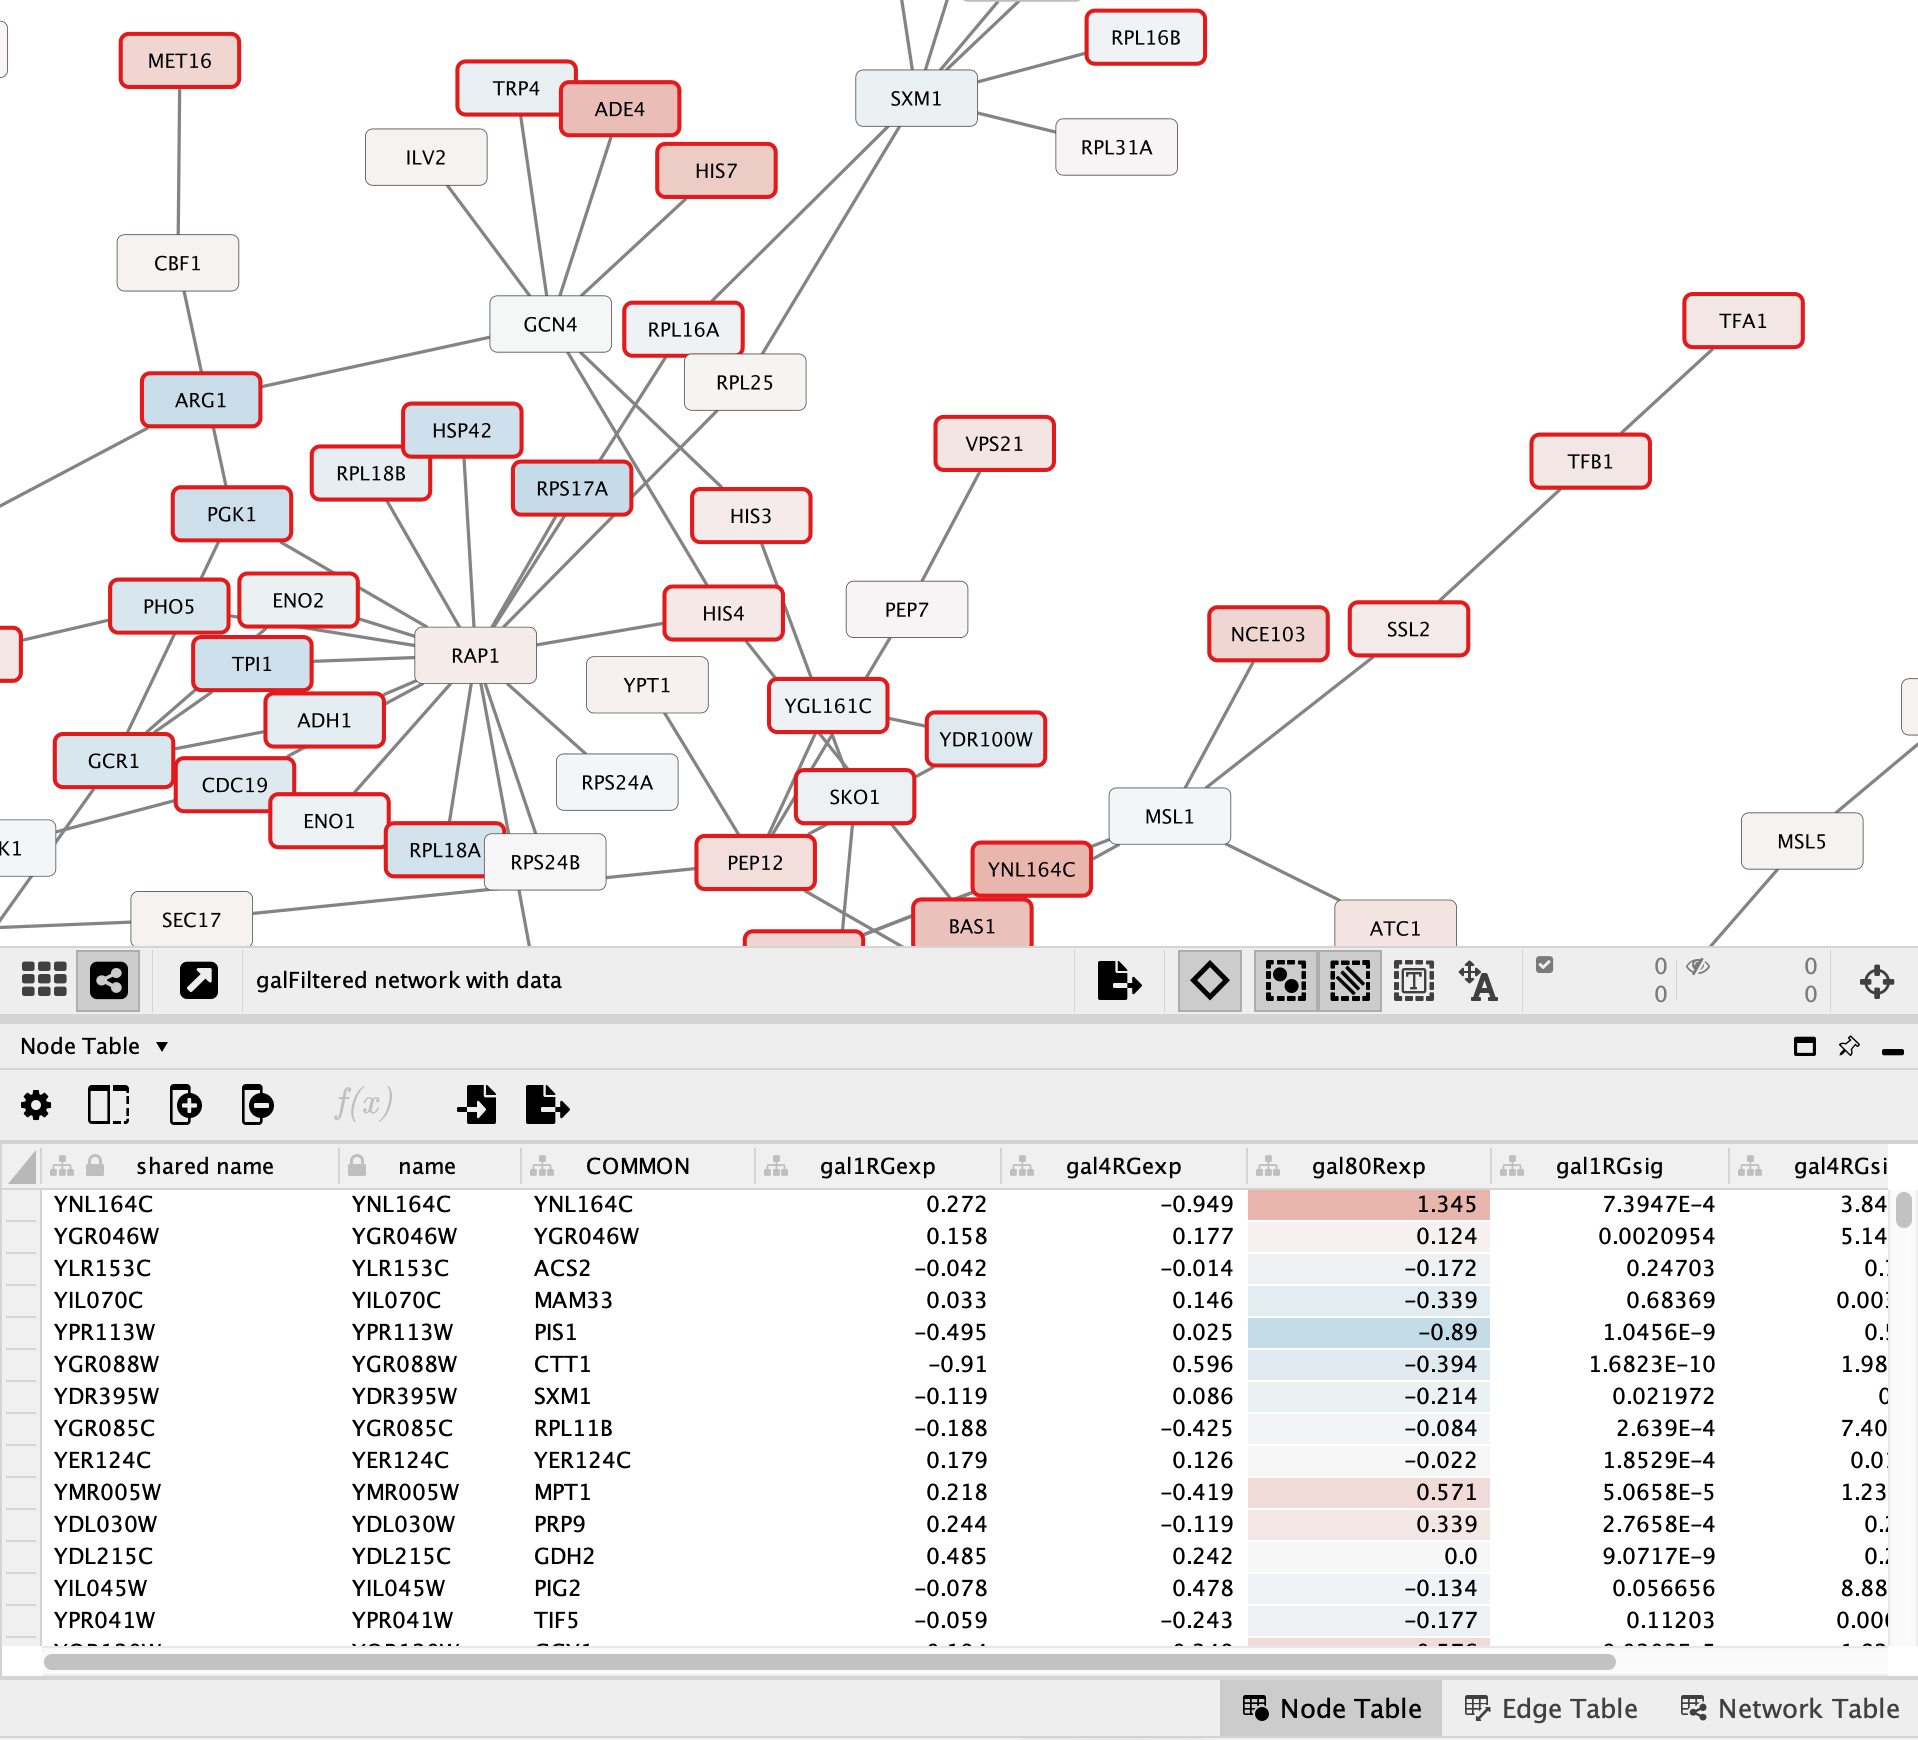 RPL16B
MET16
TRP4
SXM1
ADE4
RPL31A
ILV2
HIS7
CBF1
TFA1
GCN4
RPL16A
RPL25
ARG1
HSP42
VPS21
TFB1
RPL18B
RPS17A
PGK1
HIS3
ENO2
PHO5
PEP7
HIS4
SSL2
NCE103
RAP1
TPI1
YPT1
YGL161C
ADH1
YDR100W
GCR1
RPS24A
CDC19
SKO1
MSL1
ENO1
MSL5
K1
RPL18A
RPS24B
PEP12
YNL164C
SEC17
BAS1
ATC1
galFiltered network with data
T
A
0 0
0 0
Node Table
f(x)
shared name name COMMON gal1RGexp gal4RGexp gal80Rexp gal1RGsig gal4RGsi
YNL164C YNL164C YNL164C 0.272 −0.949 1.345 7.3947E−4 3.84
YGR046W YGR046W YGR046W 0.158 0.177 0.124 0.0020954 5.14
YLR153C YLR153C ACS2 −0.042 −0.014 −0.172 0.24703 0.
YIL070C YIL070C MAM33 0.033 0.146 −0.339 0.68369 0.00
YPR113W YPR113W PIS1 −0.495 0.025 −0.89 1.0456E−9 0.
YGR088W YGR088W CTT1 −0.91 0.596 −0.394 1.6823E−10 1.98
YDR395W YDR395W SXM1 −0.119 0.086 −0.214 0.021972 0
YGR085C YGR085C RPL11B −0.188 −0.425 −0.084 2.639E−4 7.40
YER124C YER124C YER124C 0.179 0.126 −0.022 1.8529E−4 0.0
YMR005W YMR005W MPT1 0.218 −0.419 0.571 5.0658E−5 1.23
YDL030W YDL030W PRP9 0.244 −0.119 0.339 2.7658E−4 0.
YDL215C YDL215C GDH2 0.485 0.242 0.0 9.0717E−9 0.
YIL045W YIL045W PIG2 −0.078 0.478 −0.134 0.056656 8.88
YPR041W YPR041W TIF5 −0.059 −0.243 −0.177 0.11203 0.00
Node Table Edge Table Network Table